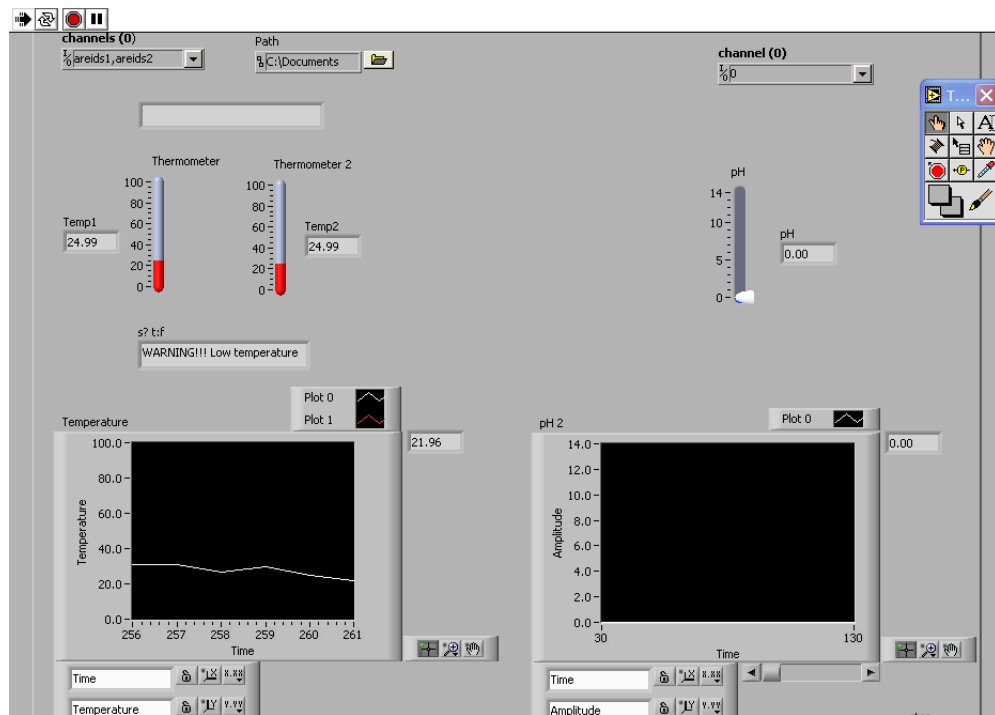 channels (0)
Path
channel (0)
areids1,areids2
C:\Documents
0
T...
Thermometer
Thermometer 2
pH
100
80
60
40
20
0
100
80
60
40
20
0
14
10
5
0
Temp1
24.99
Temp2
24.99
pH
0.00
s? t:f
WARNING!!! Low temperature
Plot 0
Plot 1
Plot 0
Temperature
pH 2
21.96
0.00
100.0
80.0
60.0
40.0
20.0
0.0
Temperature
256 257 258 259 260 261
Time
14.0
12.0
10.0
8.0
6.0
4.0
2.0
0.0
Amplitude
30 130
Time
Time
Temperature
Time
Amplitude